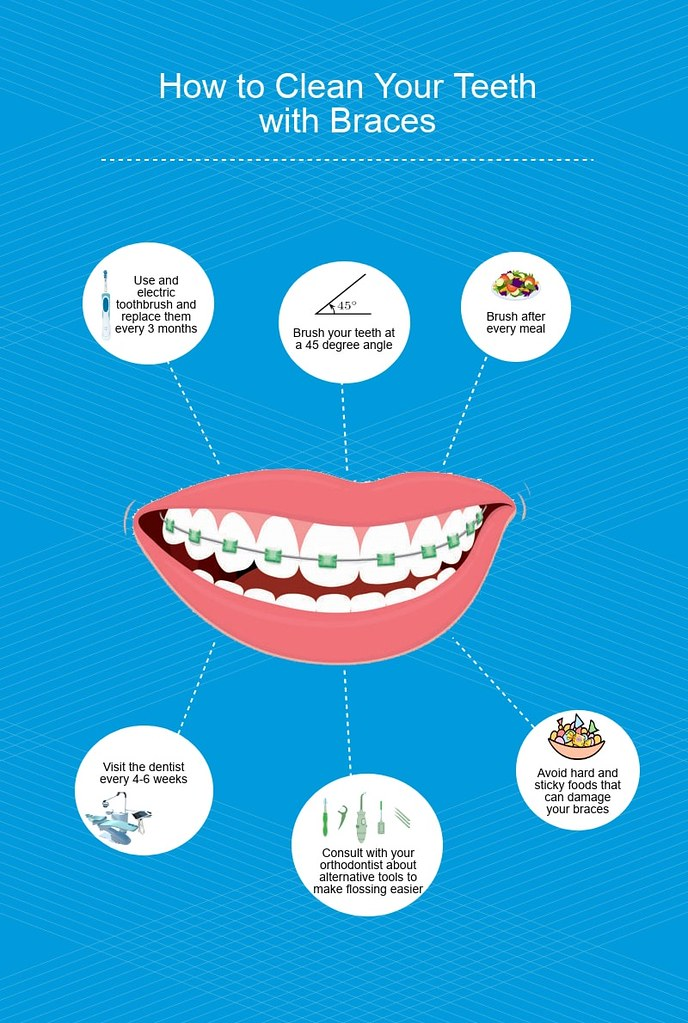 How to Clean Your Teeth
with Braces
Use and
electric
toothbrush and
replace them
every 3 months
45°
Brush your teeth at
a 45 degree angle
Brush after
every meal
Visit the dentist
every 4-6 weeks
Consult with your
orthodontist about
alternative tools to
make flossing easier
Avoid hard and
sticky foods that
can damage
your braces